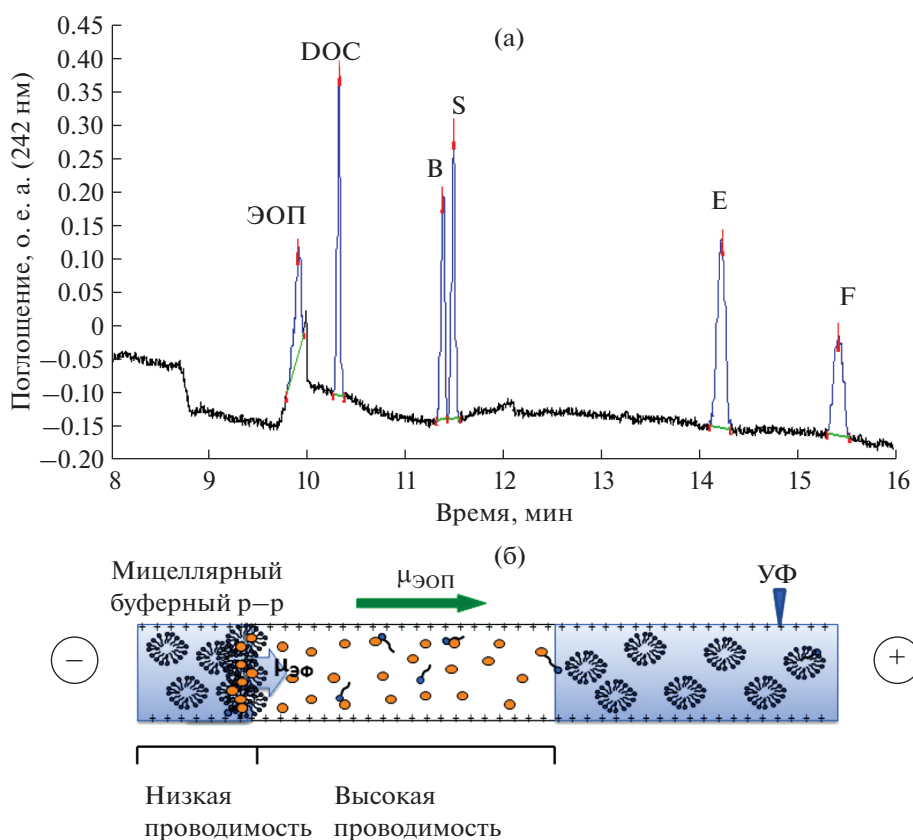 (а)
0.45
0.40
0.35
0.30
0.25
0.20
0.15
0.10
0.05
0
−0.05
−0.10
−0.15
−0.20
Поглощение, о. е. а. (242 нм)
ЭОП
DOC
B
S
E
F
8 9 10 11 12 13 14 15 16
Время, мин
(б)
Мицеллярный
буферный р–р
μЭОП
УФ
−
μЭФ
+
Низкая
проводимость
Высокая
проводимость